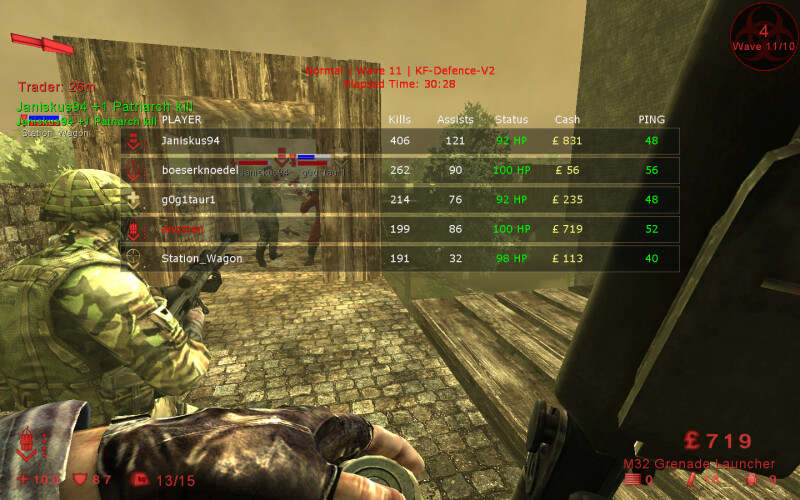 4
Wave 11/10
Normal | Wave 11 | KF-Defence-V2
Elapsed Time: 30:28
Trader: 26m
Janiskus94 +1 Patriarch kill
Janiskus94 +1 Patriarch kill
Station_Wagon
PLAYER Kills Assists Status Cash PING
Janiskus94 406 121 92 HP £ 831 48
boeserknoedel 262 90 100 HP £ 56 56
Janiskus94
g0g1taur1 214 76 92 HP £ 235 48
199 86 100 HP £ 719 52
Station_Wagon 191 32 98 HP £ 113 40
£ 719
M32 Grenade Launcher
87 13/15 0 9